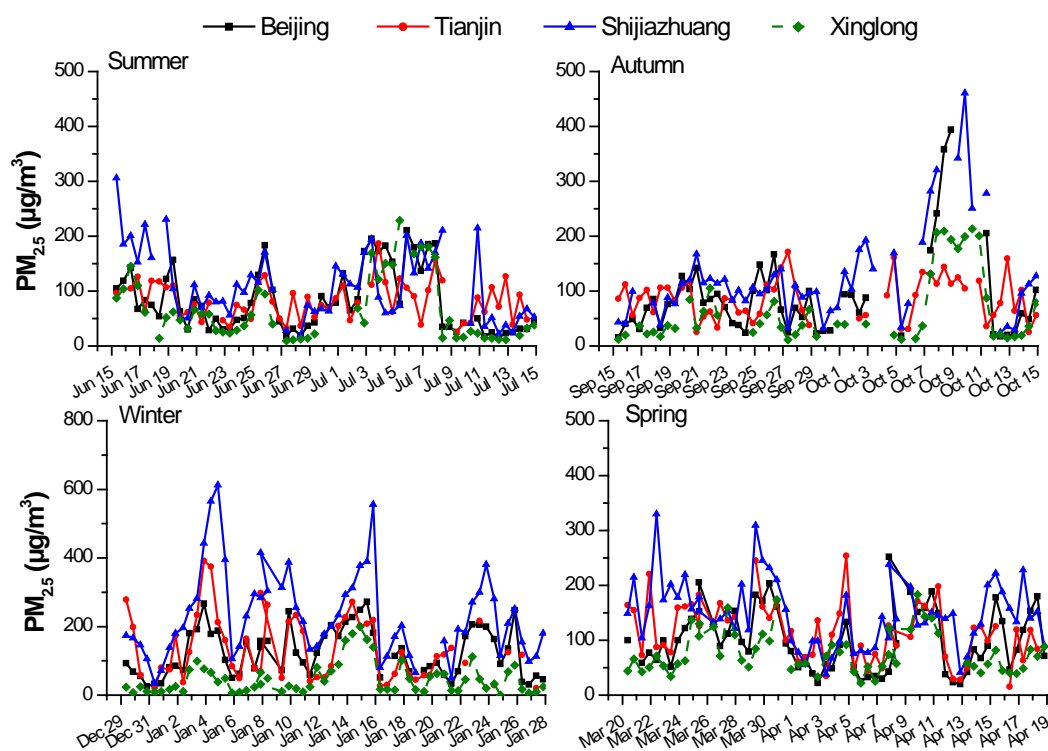 Beijing Tianjin Shijiazhuang Xinglong
Summer
500
400
300
200
100
0
PM2.5 (μg/m³)
Jun 15 Jun 17 Jun 19 Jun 21 Jun 23 Jun 25 Jun 27 Jun 29 Jul 1 Jul 3 Jul 5 Jul 7 Jul 9 Jul 11 Jul 13 Jul 15
Autumn
500
400
300
200
100
0
Sep 15 Sep 17 Sep 19 Sep 21 Sep 23 Sep 25 Sep 27 Sep 29 Oct 1 Oct 3 Oct 5 Oct 7 Oct 9 Oct 11 Oct 13 Oct 15
Winter
800
600
400
200
0
PM2.5 (μg/m³)
Dec 29 Dec 31 Jan 2 Jan 4 Jan 6 Jan 8 Jan 10 Jan 12 Jan 14 Jan 16 Jan 18 Jan 20 Jan 22 Jan 24 Jan 26 Jan 28
Spring
500
400
300
200
100
0
Mar 20 Mar 22 Mar 24 Mar 26 Mar 28 Mar 30 Apr 1 Apr 3 Apr 5 Apr 7 Apr 9 Apr 11 Apr 13 Apr 15 Apr 17 Apr 19